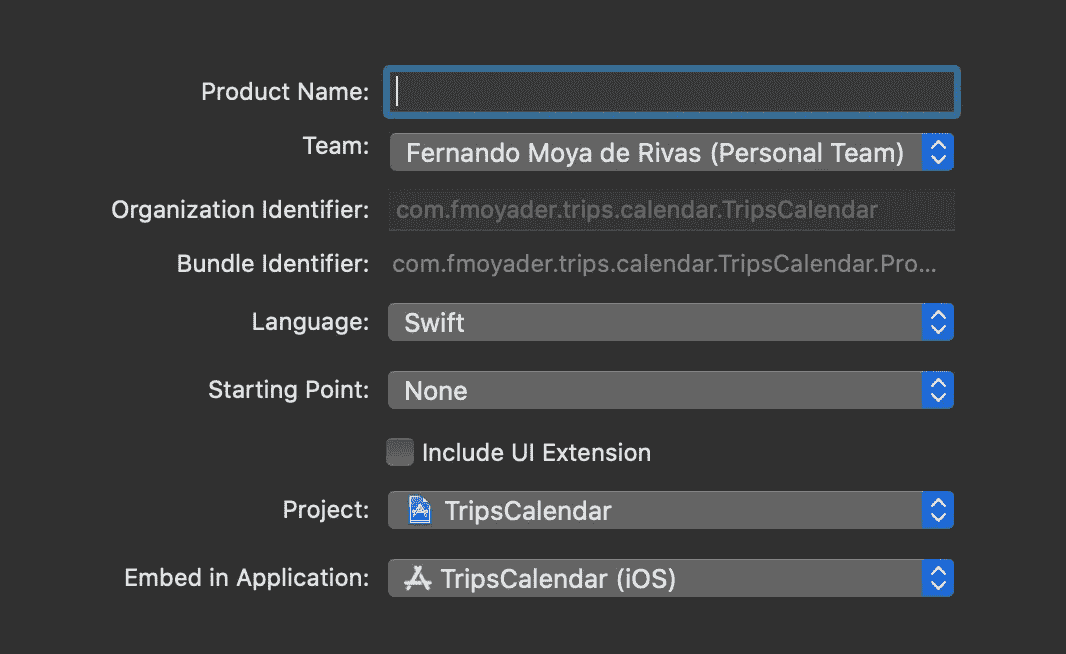 Product Name:
Team: Fernando Moya de Rivas (Personal Team)
Organization Identifier: com.fmoyader.trips.calendar.TripsCalendar
Bundle Identifier: com.fmoyader.trips.calendar.TripsCalendar.Pro...
Language: Swift
Starting Point: None
Include UI Extension
Project: TripsCalendar
Embed in Application: TripsCalendar (iOS)